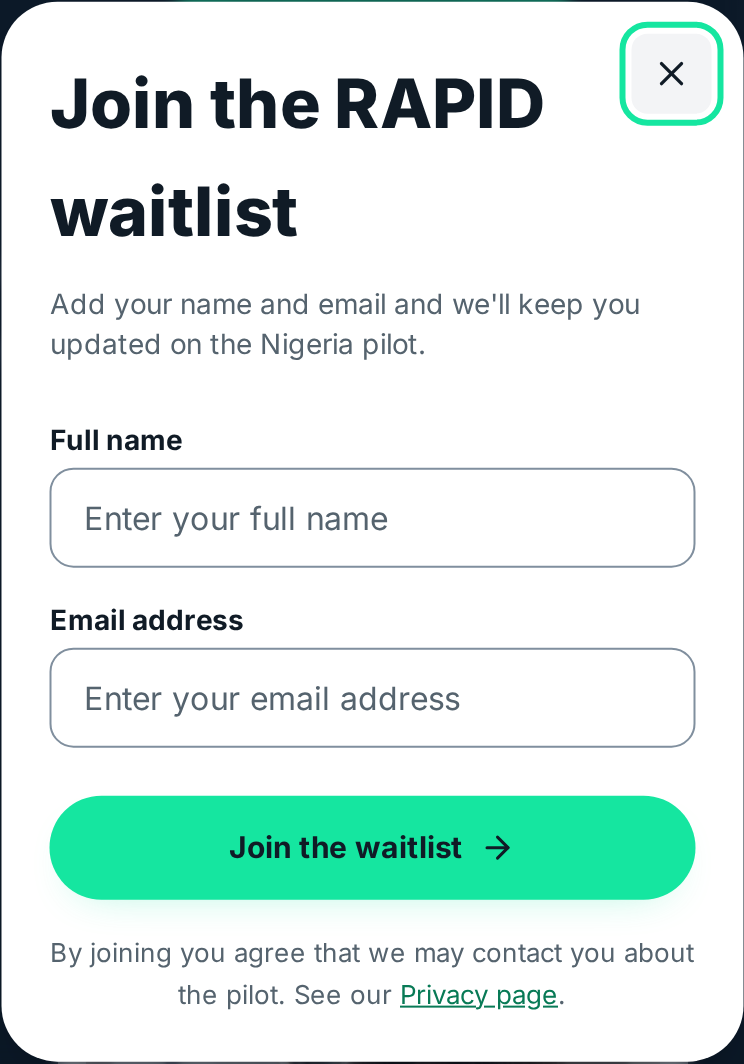 Join the RAPID
waitlist
Add your name and email and we'll keep you
updated on the Nigeria pilot.
Full name
Enter your full name
Email address
Enter your email address
Join the waitlist →
By joining you agree that we may contact you about
the pilot. See our Privacy page.